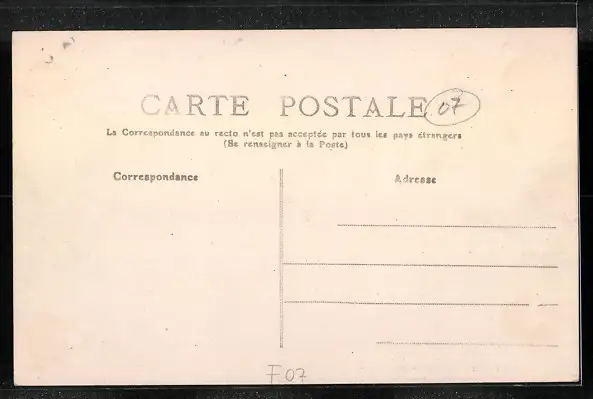 CARTE POSTALE 07
La Correspondance au recto n'est pas acceptée par tous les pays étrangers
(Se renseigner à la Poste)
Correspondance
Adresse
F07